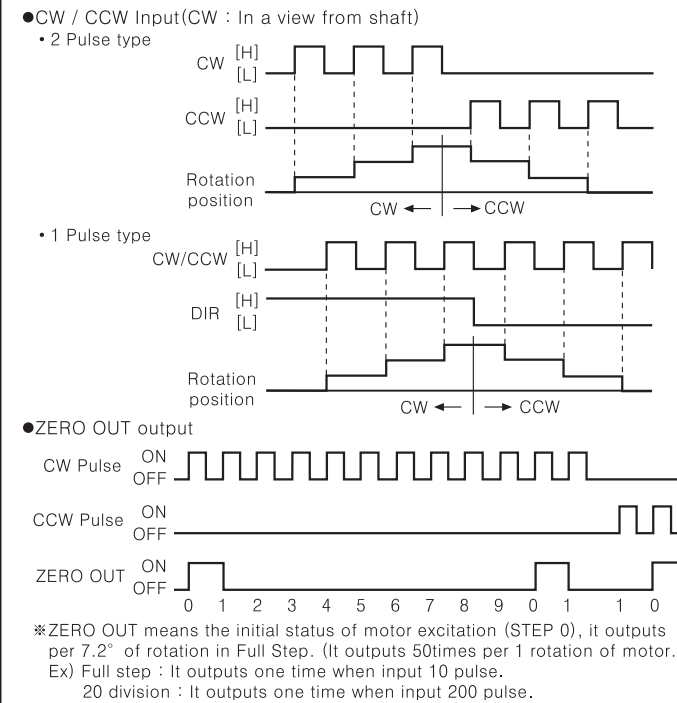 ●CW / CCW Input(CW : In a view from shaft)
• 2 Pulse type
CW [H]
[L]
CCW [H]
[L]
Rotation
position
CW CCW
• 1 Pulse type
CW/CCW [H]
[L]
DIR [H]
[L]
Rotation
position
CW CCW
●ZERO OUT output
CW Pulse ON
OFF
CCW Pulse ON
OFF
ZERO OUT ON
OFF
0 1 2 3 4 5 6 7 8 9 0 1 1 0
※ZERO OUT means the initial status of motor excitation (STEP 0), it outputs
per 7.2° of rotation in Full Step. (It outputs 50times per 1 rotation of motor.
Ex) Full step : It outputs one time when input 10 pulse.
20 division : It outputs one time when input 200 pulse.